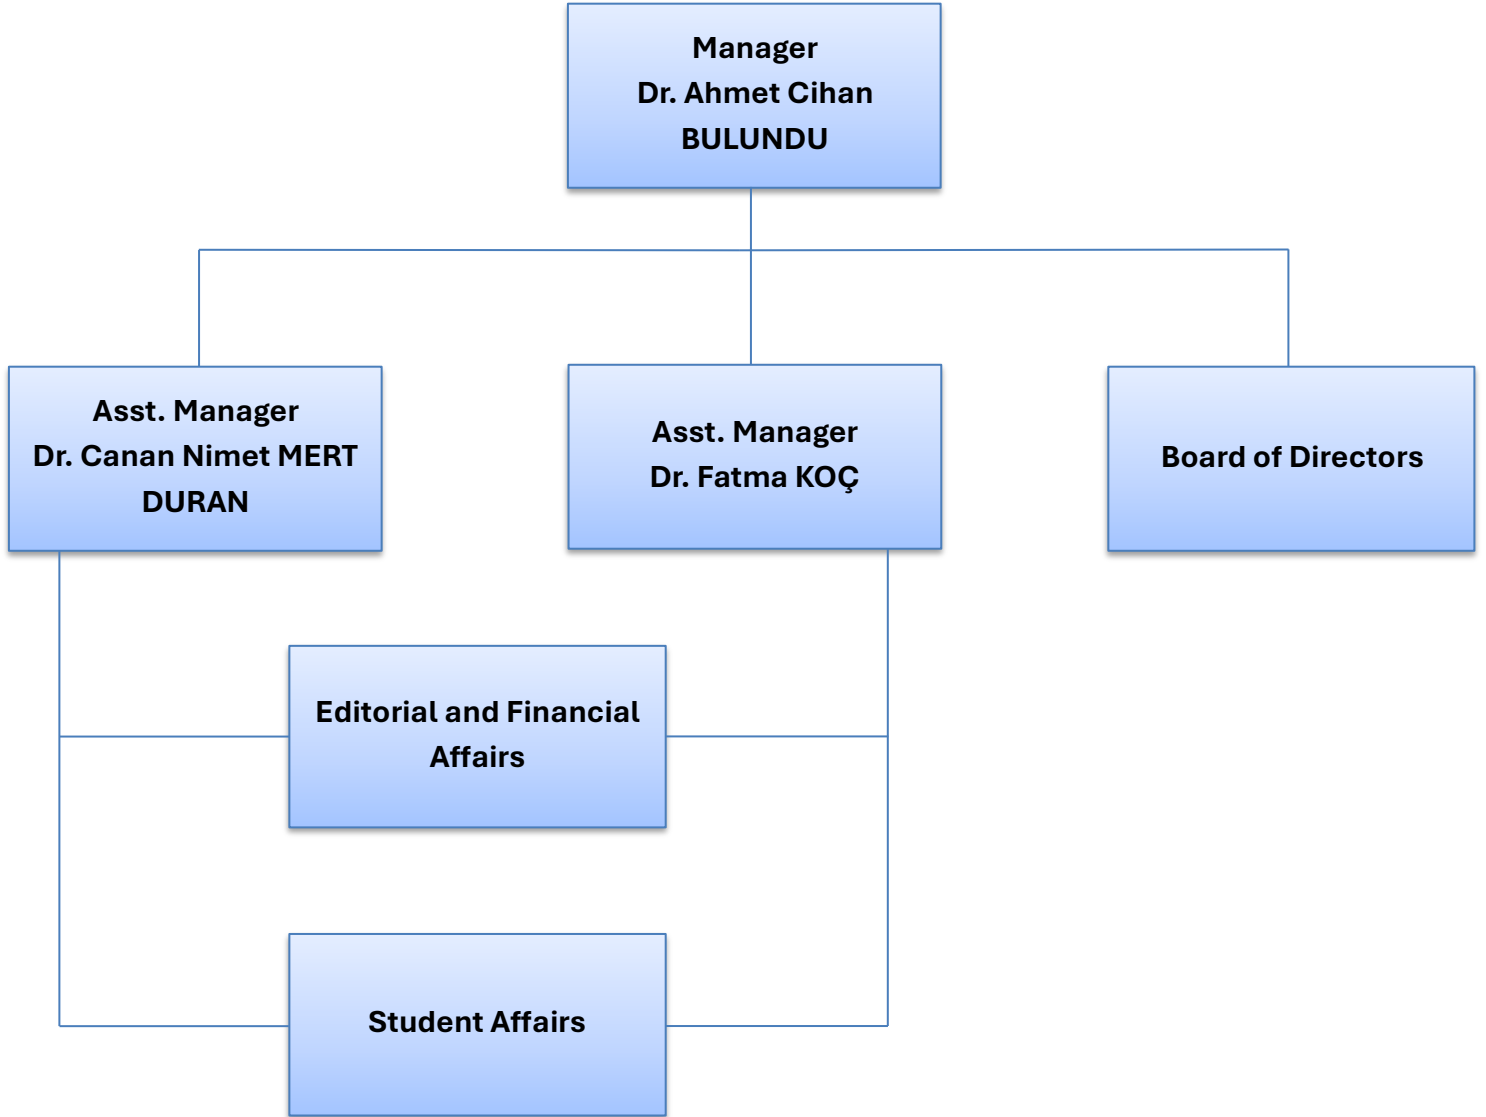 Manager
Dr. Ahmet Cihan
BULUNDU
Asst. Manager
Dr. Canan Nimet MERT
DURAN
Asst. Manager
Dr. Fatma KOÇ
Board of Directors
Editorial and Financial
Affairs
Student Affairs